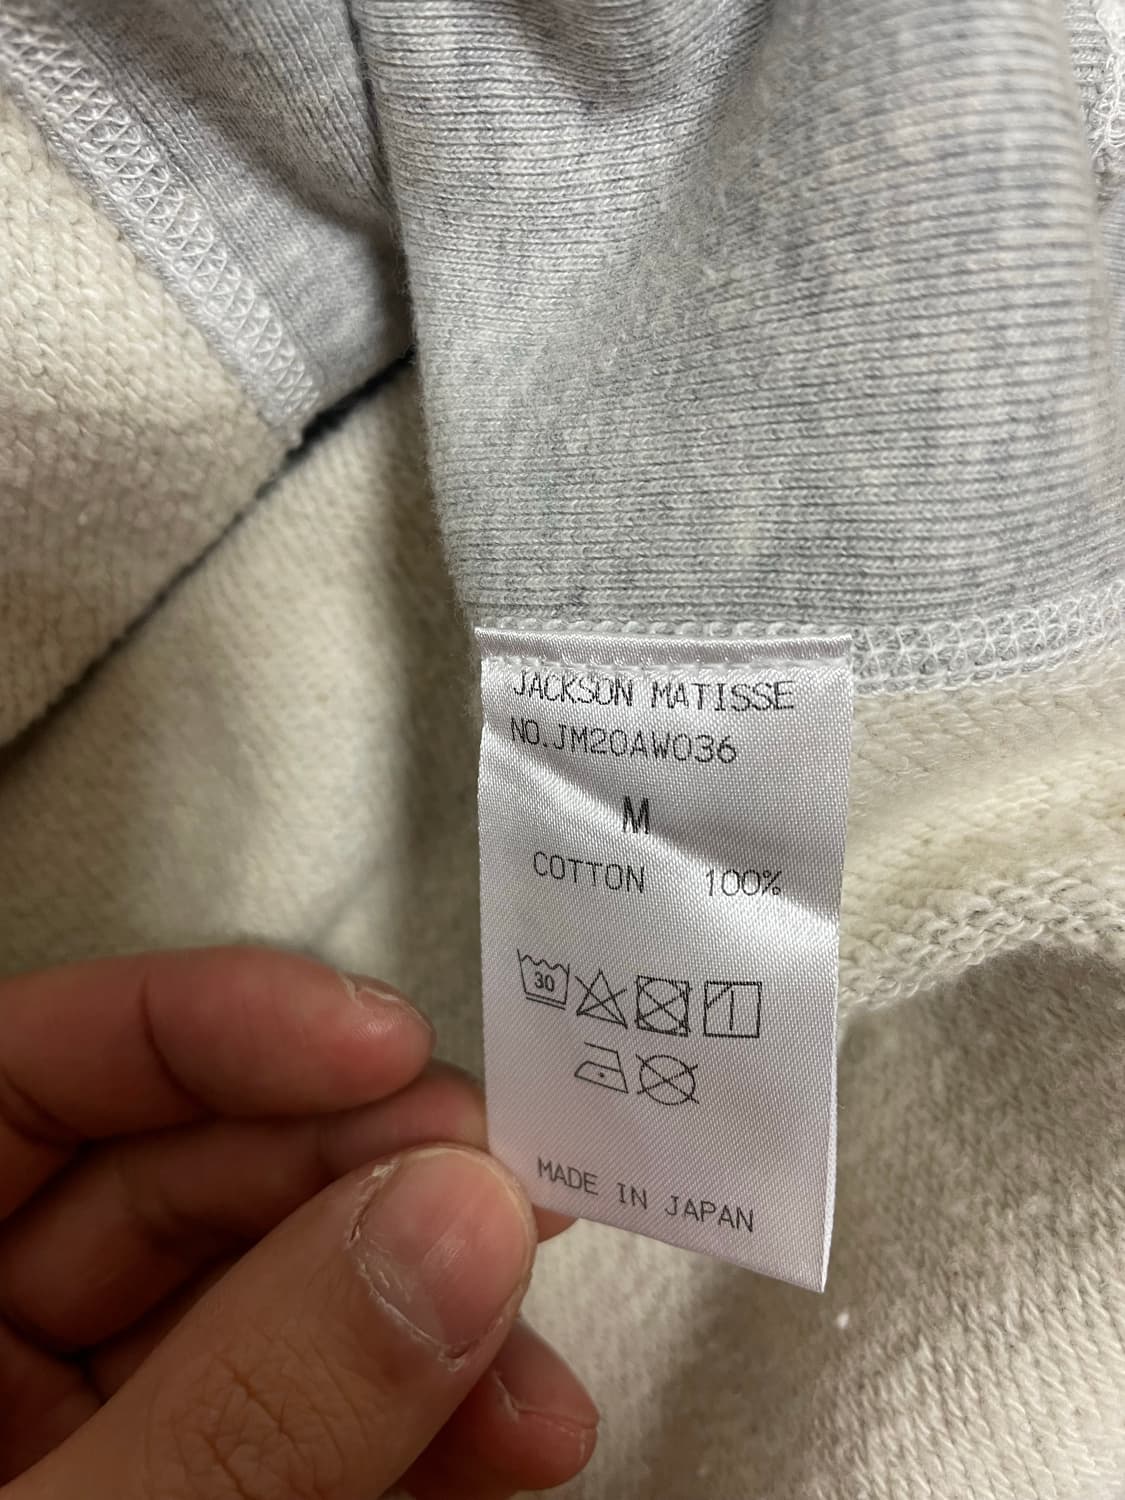 JACKSON MATISSE
NO.JM20AW036
M
COTTON 100%
30
MADE IN JAPAN